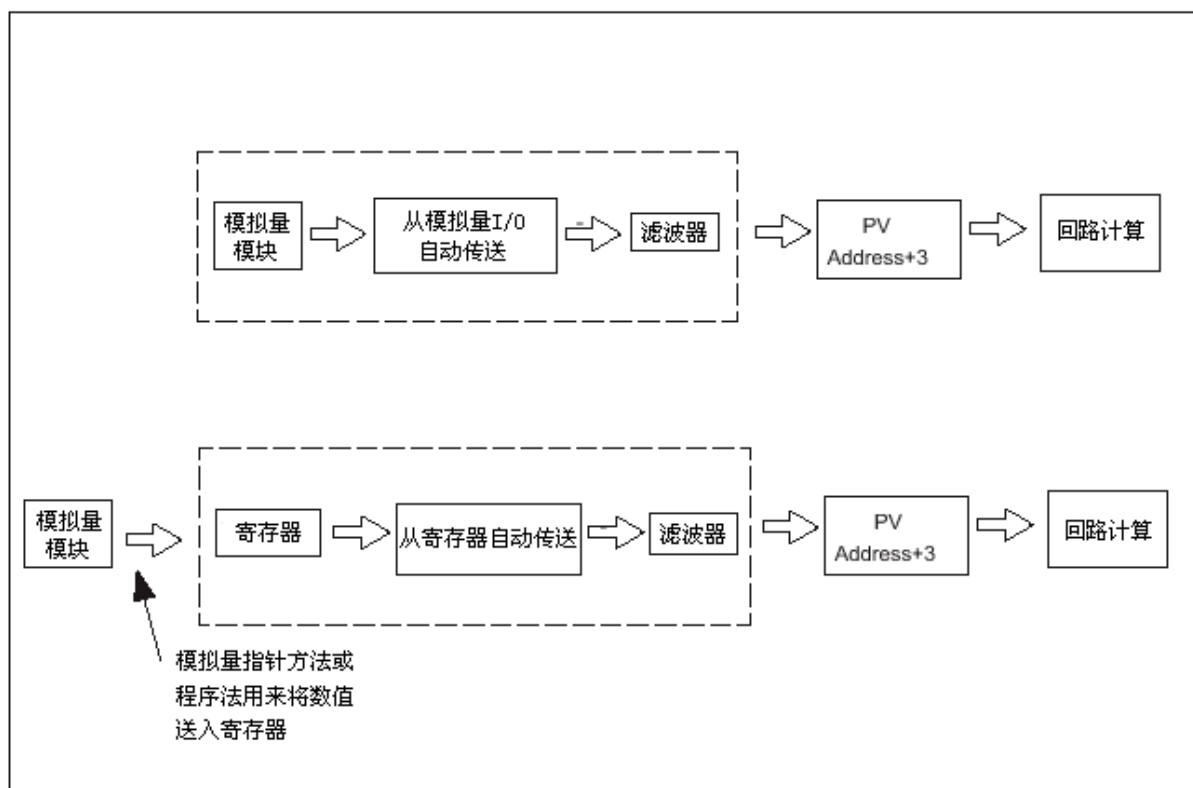 模拟量
模块
从模拟量I/O
自动传送
滤波器
PV
Address+3
回路计算
模拟量
模块
寄存器
从寄存器自动传送
滤波器
PV
Address+3
回路计算
模拟量指针方法或
程序法用来将数值
送入寄存器